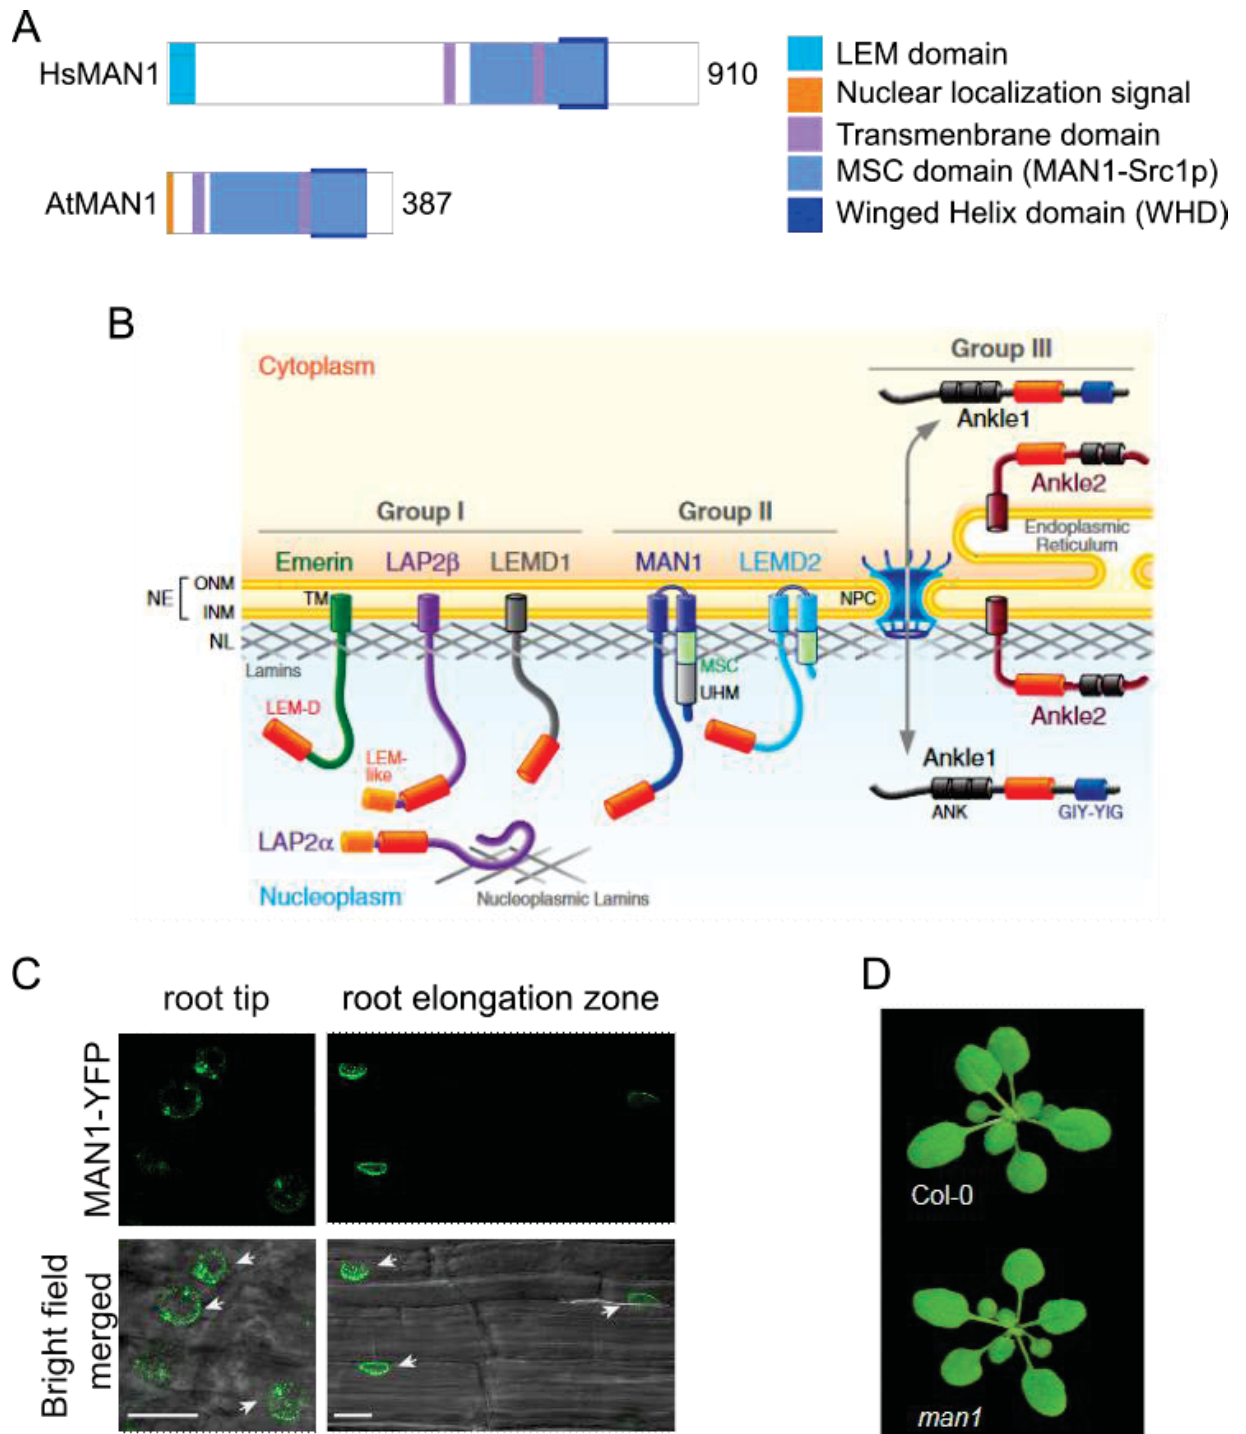 A
HsMAN1
910
AtMAN1
387
LEM domain
Nuclear localization signal
Transmenbrane domain
MSC domain (MAN1-Src1p)
Winged Helix domain (WHD)
B
Cytoplasm
Group III
Ankle1
Ankle2
Endoplasmic
Reticulum
Group I
Group II
Emerin
LAP2β
LEMD1
MAN1
LEMD2
NE
ONM
INM
TM
NPC
NL
Lamins
MSC
UHM
LEM-D
LEM-
like
Ankle2
Ankle1
ANK
GIY-YIG
LAP2α
Nucleoplasm
Nucleoplasmic Lamins
C
root tip
root elongation zone
MAN1-YFP
Bright field
merged
D
Col-0
man1